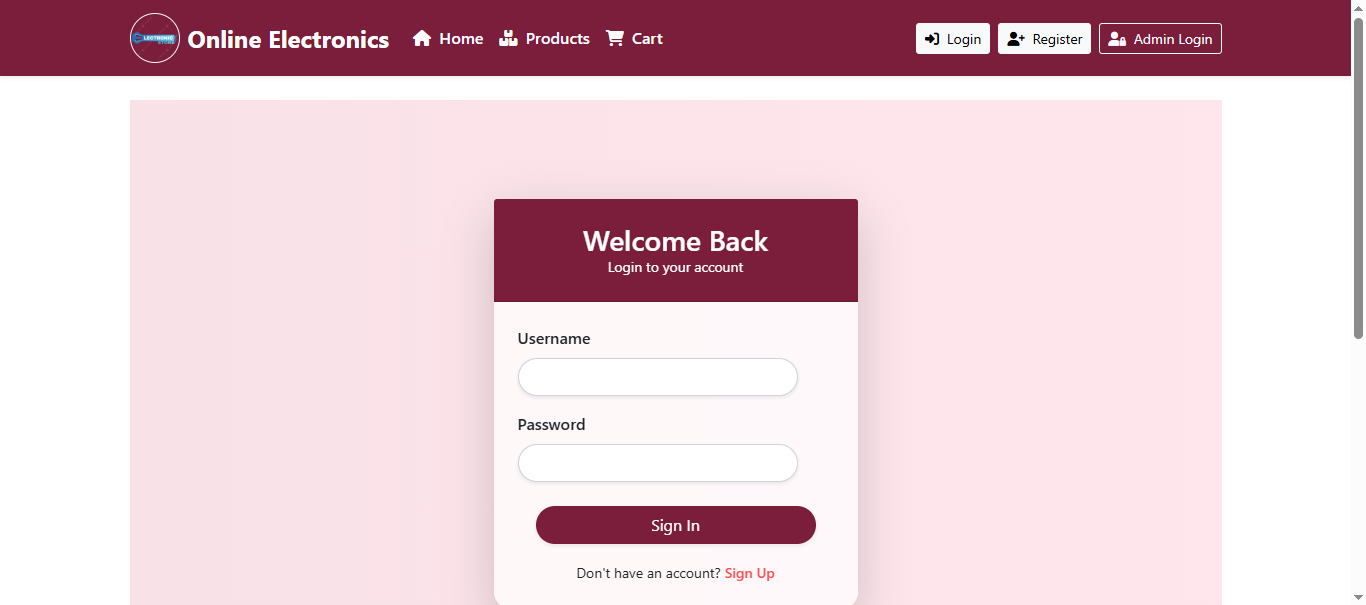 Online Electronics Home Products Cart Login Register Admin Login
Welcome Back
Login to your account
Username
Password
Sign In
Don't have an account? Sign Up